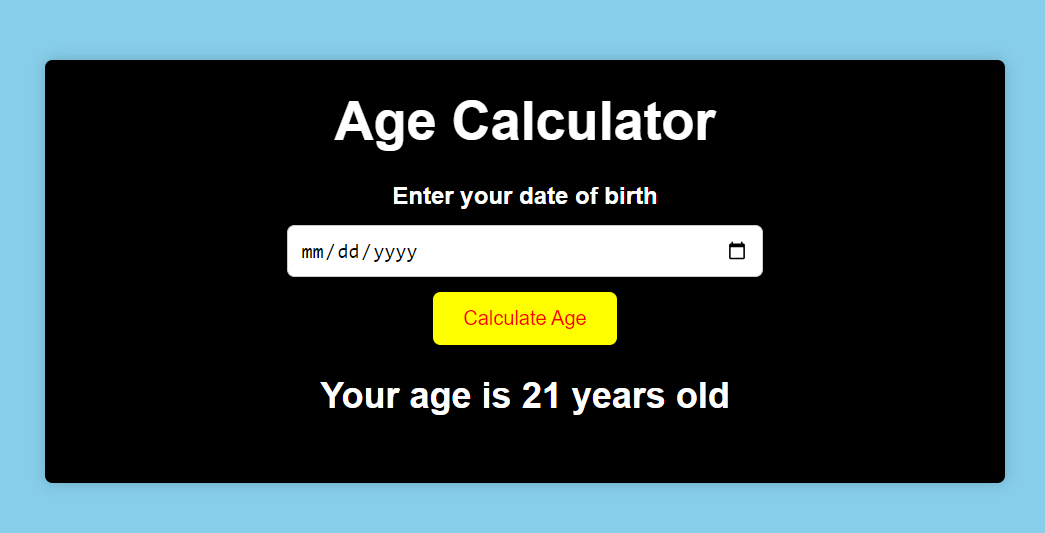 Age Calculator
Enter your date of birth
mm/dd/yyyy
Calculate Age
Your age is 21 years old